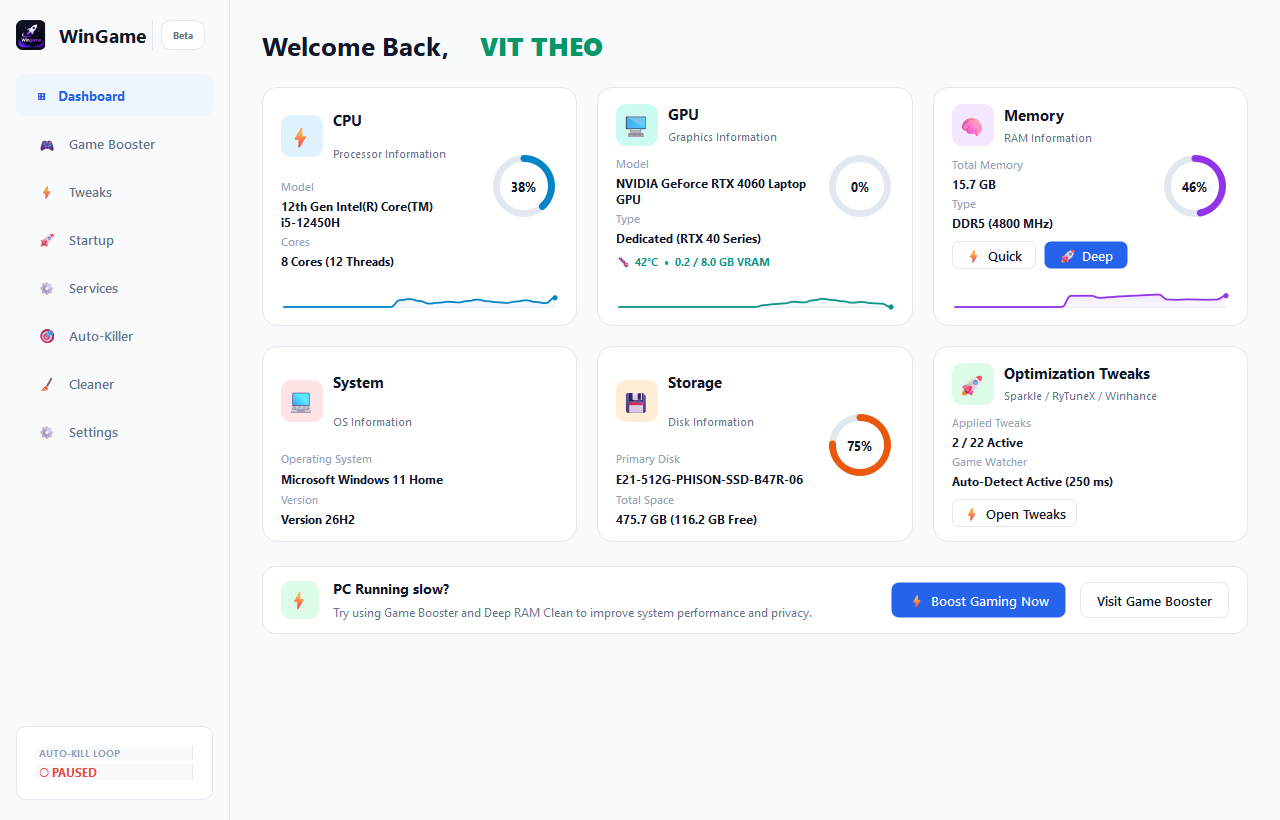 WinGame
Beta
Dashboard
Game Booster
Tweaks
Startup
Services
Auto-Killer
Cleaner
Settings
AUTO-KILL LOOP
PAUSED
Welcome Back, VIT THEO
CPU
Processor Information
Model
12th Gen Intel(R) Core(TM)
i5-12450H
Cores
8 Cores (12 Threads)
38%
GPU
Graphics Information
Model
NVIDIA GeForce RTX 4060 Laptop
GPU
Type
Dedicated (RTX 40 Series)
42°C • 0.2 / 8.0 GB VRAM
0%
Memory
RAM Information
Total Memory
15.7 GB
Type
DDR5 (4800 MHz)
46%
Quick
Deep
System
OS Information
Operating System
Microsoft Windows 11 Home
Version
Version 26H2
Storage
Disk Information
Primary Disk
E21-512G-PHISON-SSD-B47R-06
Total Space
475.7 GB (116.2 GB Free)
75%
Optimization Tweaks
Sparkle / RyTuneX / Winhance
Applied Tweaks
2 / 22 Active
Game Watcher
Auto-Detect Active (250 ms)
Open Tweaks
PC Running slow?
Try using Game Booster and Deep RAM Clean to improve system performance and privacy.
Boost Gaming Now
Visit Game Booster